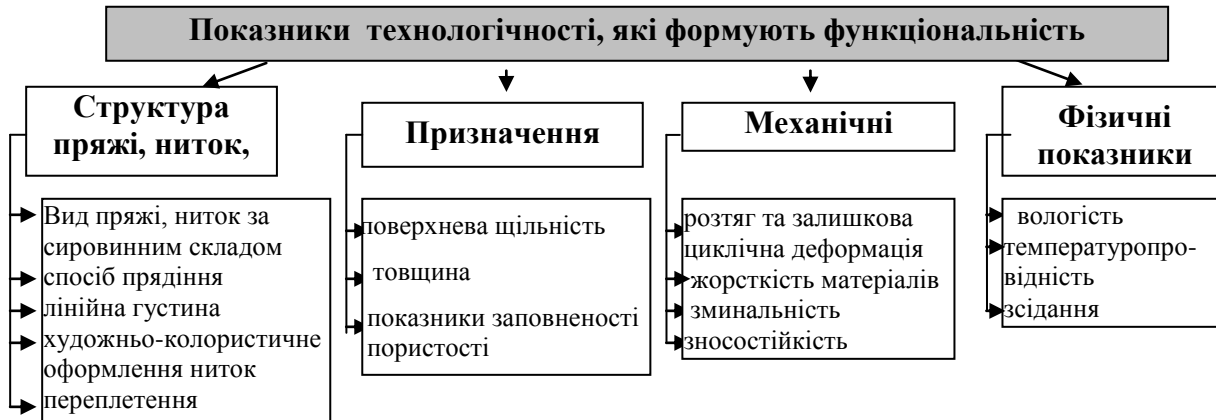 Показники технологічності, які формують функціональність
Структура
пряжі, ниток,
Вид пряжі, ниток за
сировинним складом
спосіб прядіння
лінійна густина
художньо-колористичне
оформлення ниток
переплетення
Призначення
поверхнева щільність
товщина
показники заповненості
пористості
Механічні
розтяг та залишкова
циклічна деформація
жорсткість матеріалів
зминальність
зносостійкість
Фізичні
показники
вологість
температуропро-
відність
зсідання